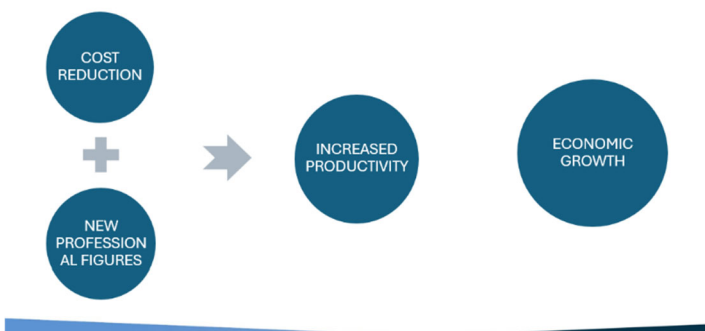 COST
REDUCTION
NEW
PROFESSION
AL FIGURES
INCREASED
PRODUCTIVITY
ECONOMIC
GROWTH